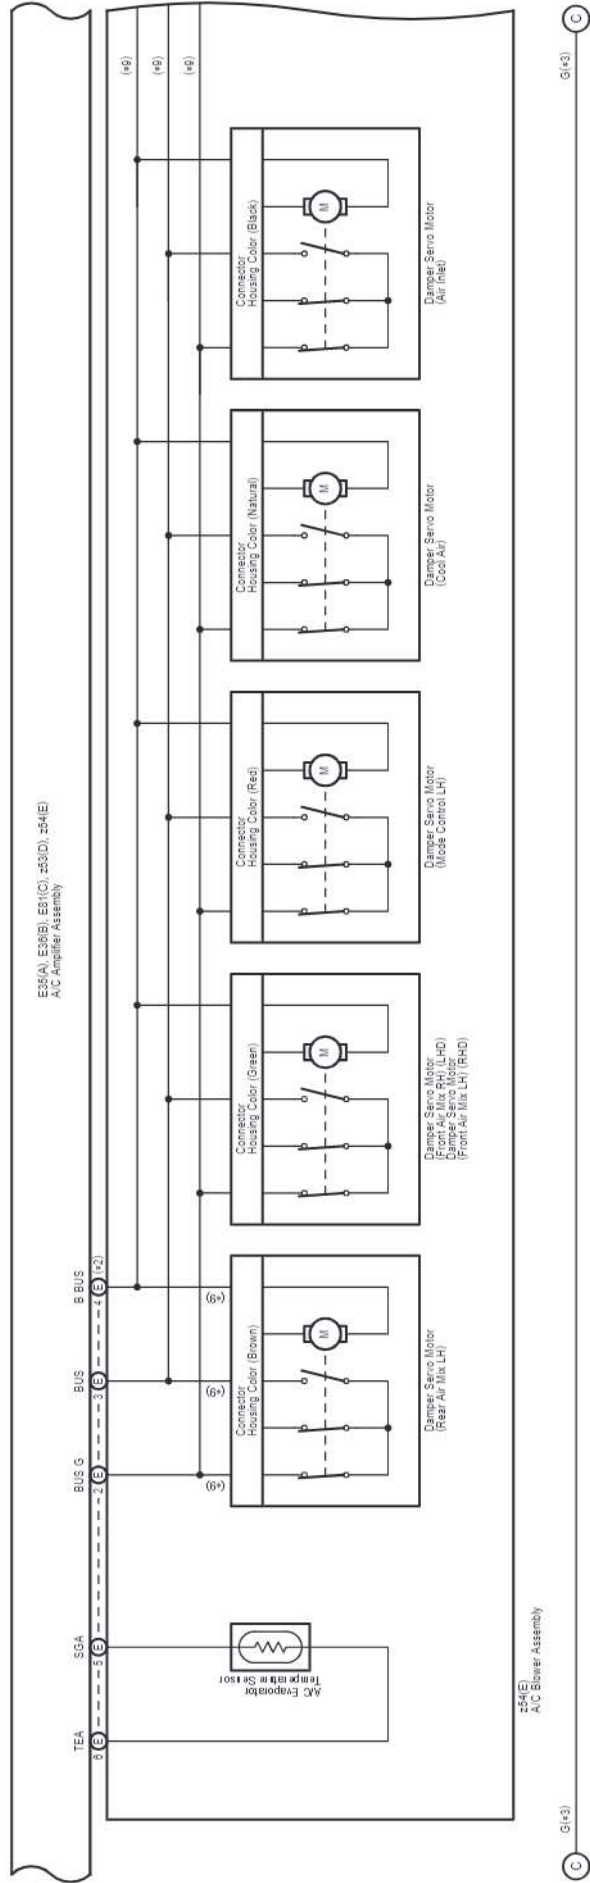 E35(A), E36(B), E81(C), z53(D), z54(E)
A/C Amplifier Assembly
TEA
SGA
BUS G
BUS
B BUS
6
E
5
E
2
E
3
E
4
E
(*2)
(*9)
(*9)
(*9)
(*9)
(*9)
(*9)
A/C Evaporator
Temperature Sensor
Connector
Housing Color (Brown)
M
Damper Servo Motor
(Rear Air Mix LH)
Connector
Housing Color (Green)
M
Damper Servo Motor
(Front Air Mix RH) (LHD)
Damper Servo Motor
(Front Air Mix LH) (RHD)
Connector
Housing Color (Red)
M
Damper Servo Motor
(Mode Control LH)
Connector
Housing Color (Natural)
M
Damper Servo Motor
(Cool Air)
Connector
Housing Color (Black)
M
Damper Servo Motor
(Air Inlet)
z54(E)
A/C Blower Assembly
C
G(*3)
G(*3)
C